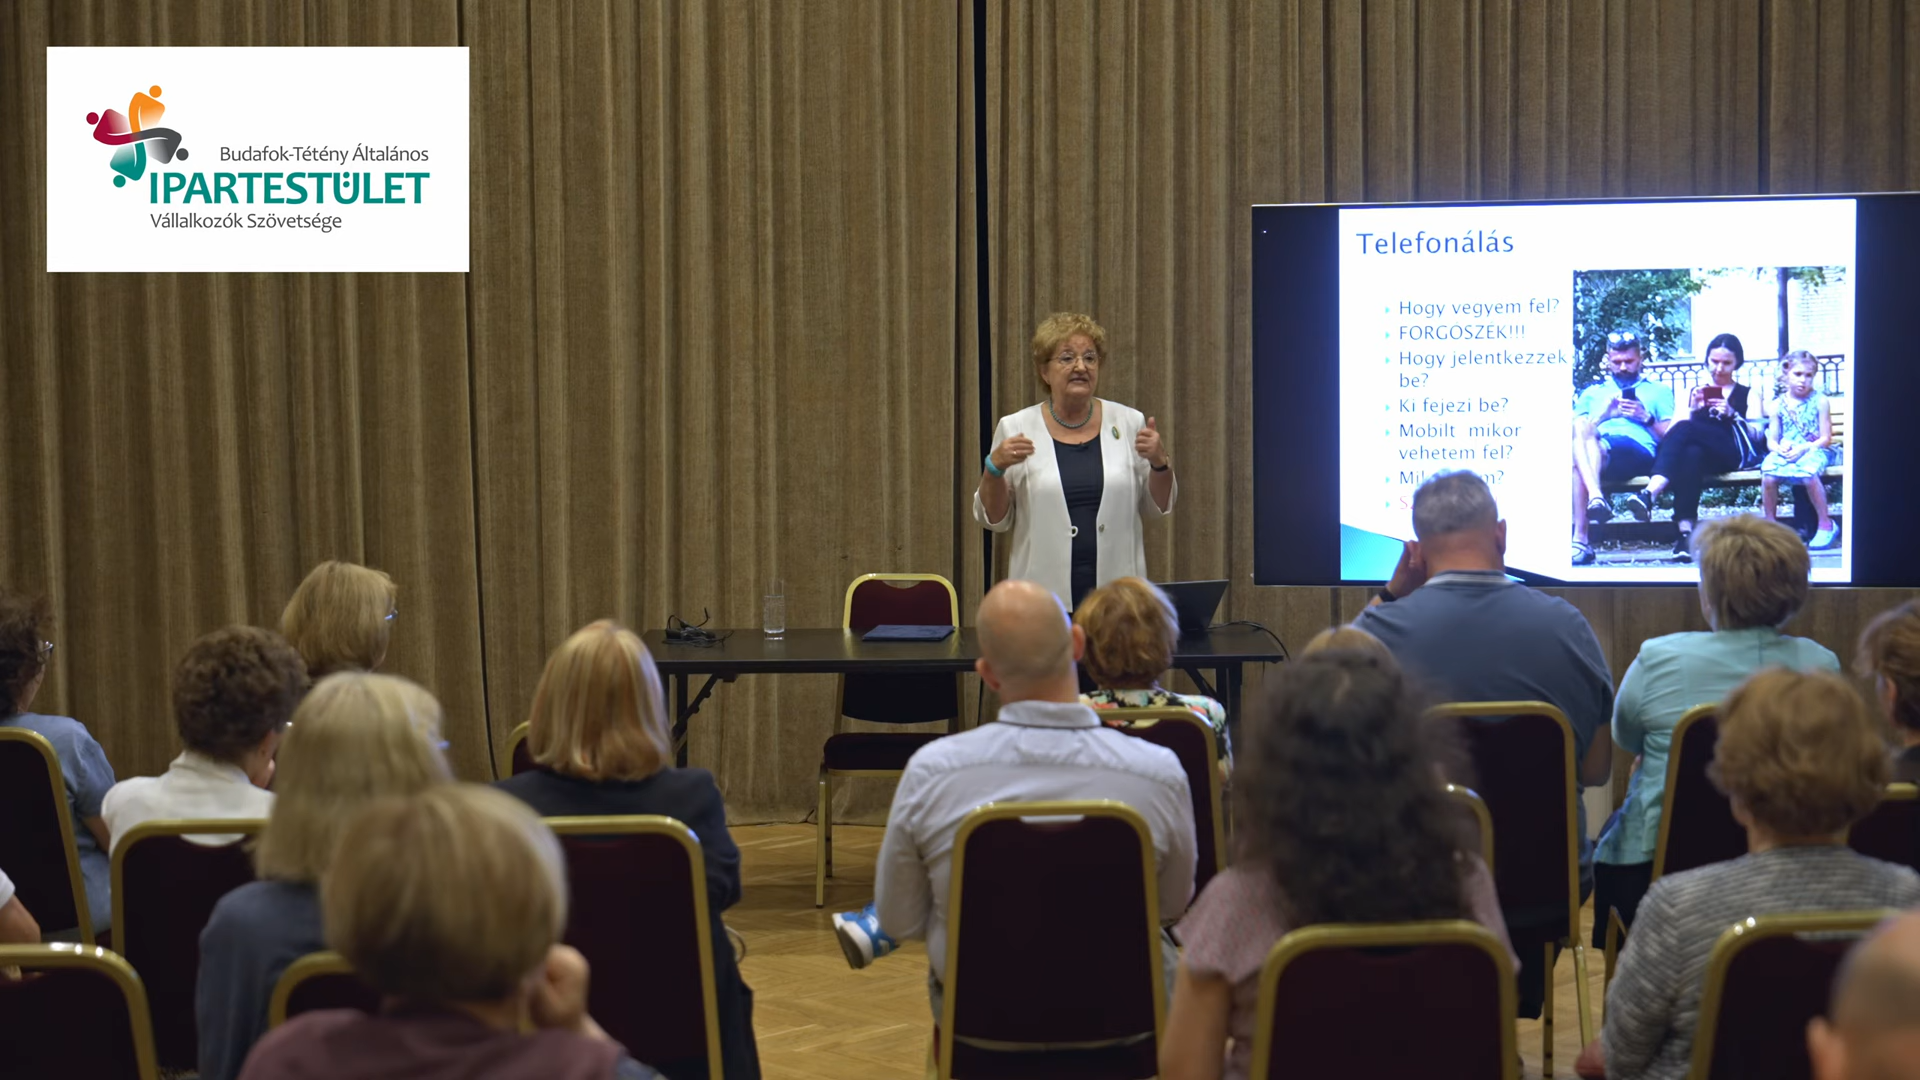 Budafok-Tétény Általános
IPARTESTÜLET
Vállalkozók Szövetsége
Telefonálás
Hogy vegyem fel?
FORGÓSZÉK!!!
Hogy jelentkezzek
be?
Ki fejezi be?
Mobilt mikor
vehetem fel?